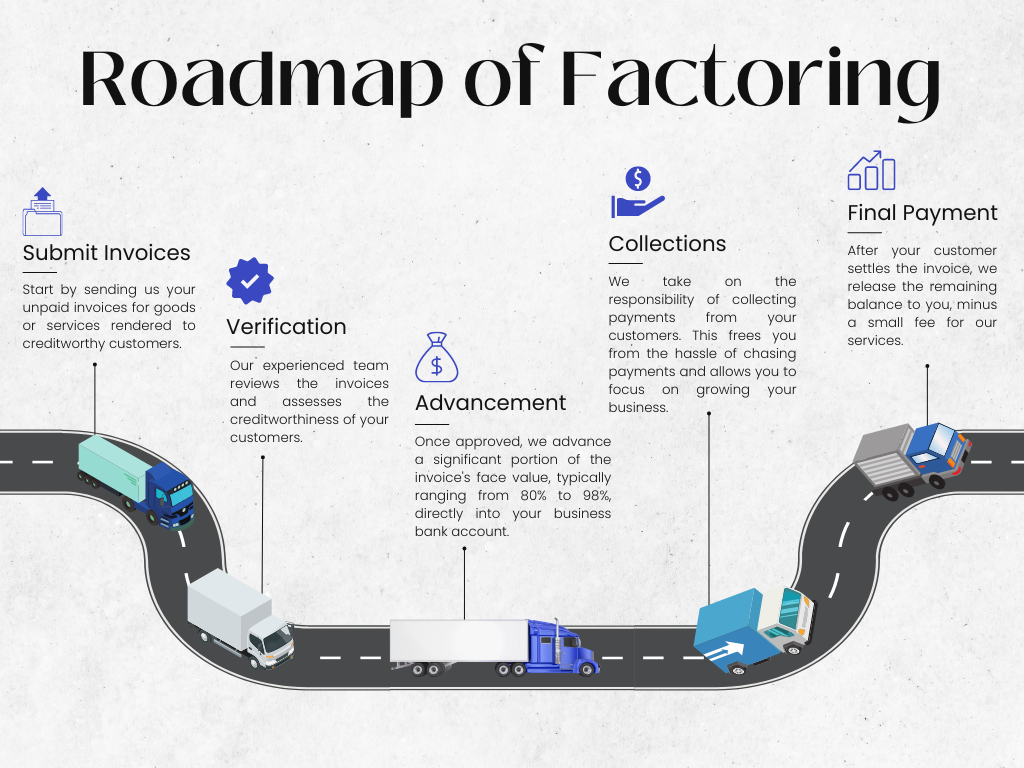 Roadmap of Factoring
Submit Invoices
Start by sending us your
unpaid invoices for goods
or services rendered to
creditworthy customers.
Verification
Our experienced team
reviews the invoices
and assesses the
creditworthiness of your
customers.
$
Advancement
Once approved, we advance
a significant portion of the
invoice's face value, typically
ranging from 80% to 98%,
directly into your business
bank account.
$
Collections
We take on the
responsibility of collecting
payments from your
customers. This frees you
from the hassle of chasing
payments and allows you to
focus on growing your
business.
Final Payment
After your customer
settles the invoice, we
release the remaining
balance to you, minus
a small fee for our
services.